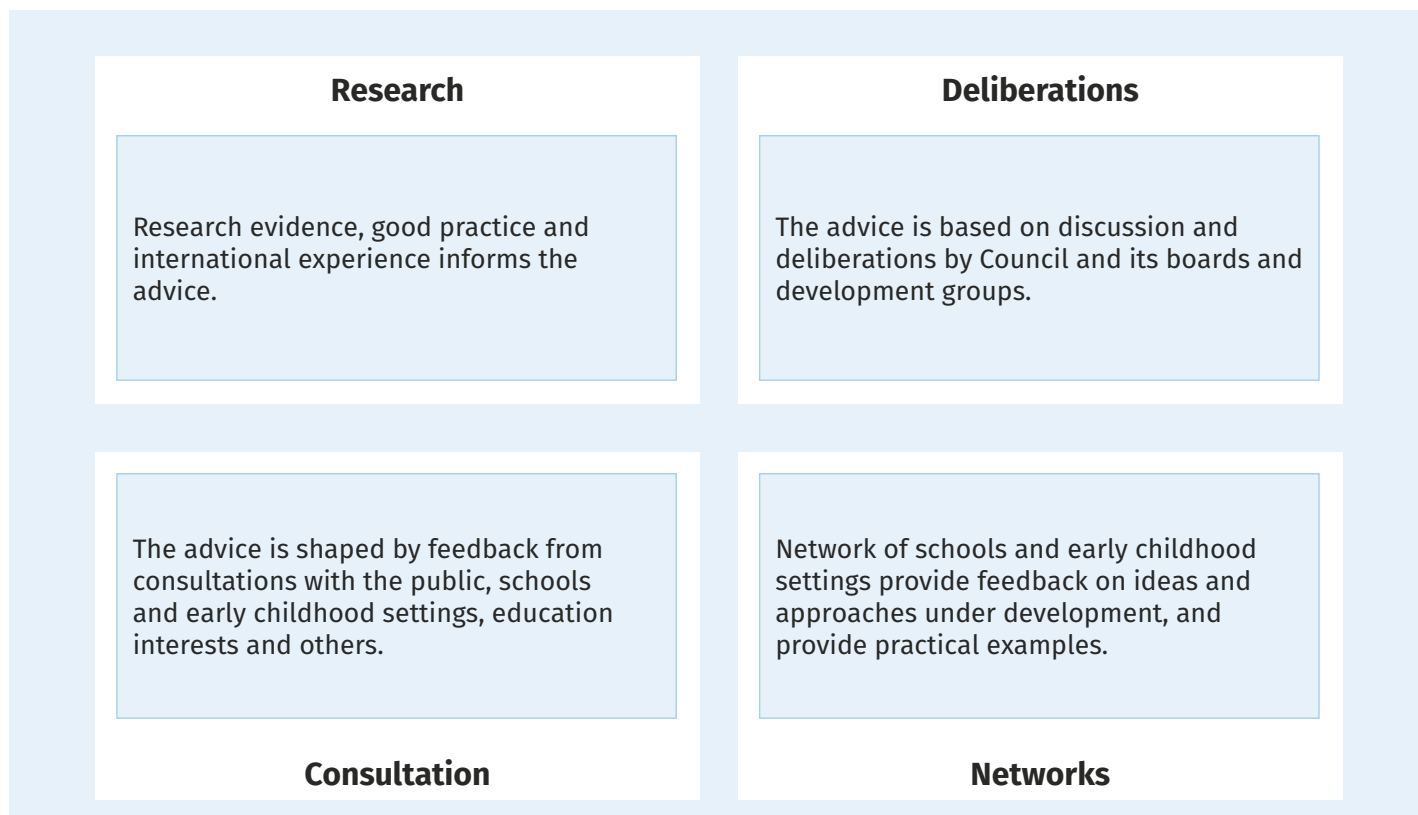 Research
Research evidence, good practice and
international experience informs the
advice.
Deliberations
The advice is based on discussion and
deliberations by Council and its boards and
development groups.
The advice is shaped by feedback from
consultations with the public, schools
and early childhood settings, education
interests and others.
Consultation
Network of schools and early childhood
settings provide feedback on ideas and
approaches under development, and
provide practical examples.
Networks